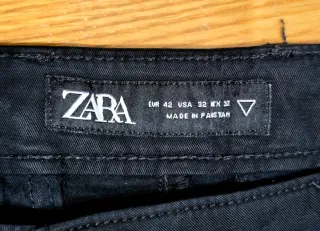 ZARA
EUR 42 USA 32 MEX 32
MADE IN PAKISTAN